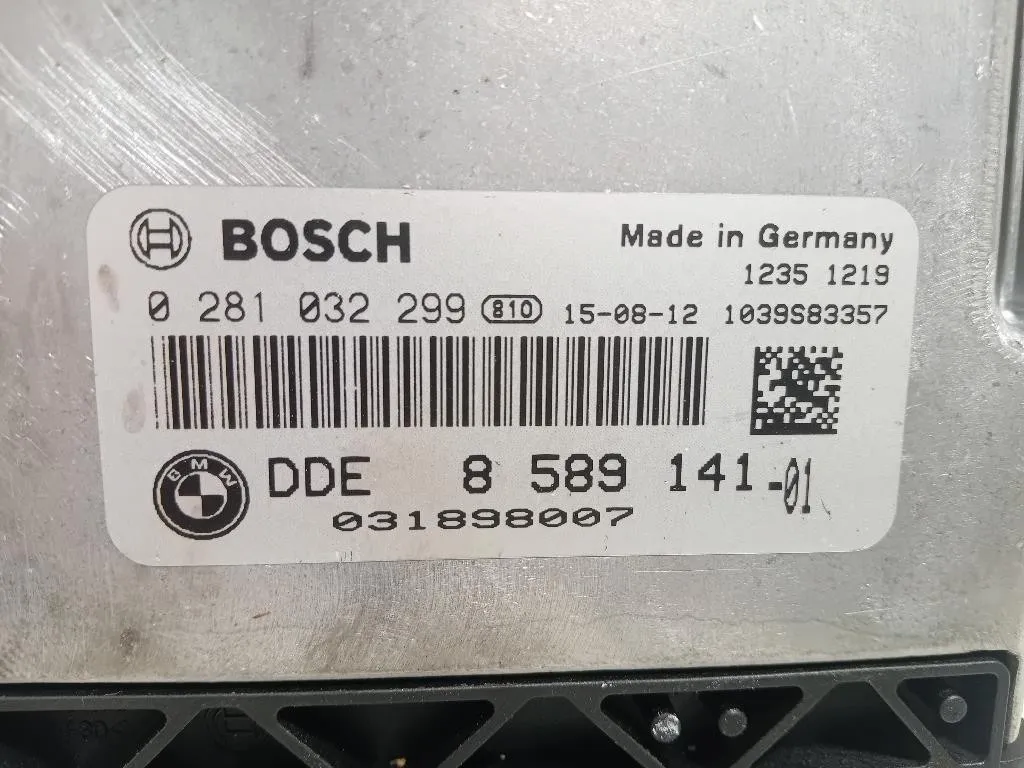 BOSCH
Made in Germany
1235 1219
0 281 032 299 810 15-08-12 1039S83357
BMW DDE 8 589 141-01
031898007